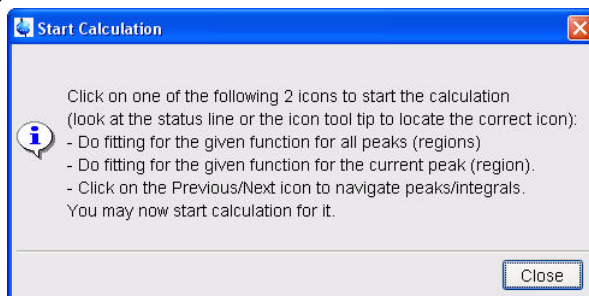 Start Calculation
Click on one of the following 2 icons to start the calculation
(look at the status line or the icon tool tip to locate the correct icon):
- Do fitting for the given function for all peaks (regions)
- Do fitting for the given function for the current peak (region).
- Click on the Previous/Next icon to navigate peaks/integrals.
You may now start calculation for it.
Close